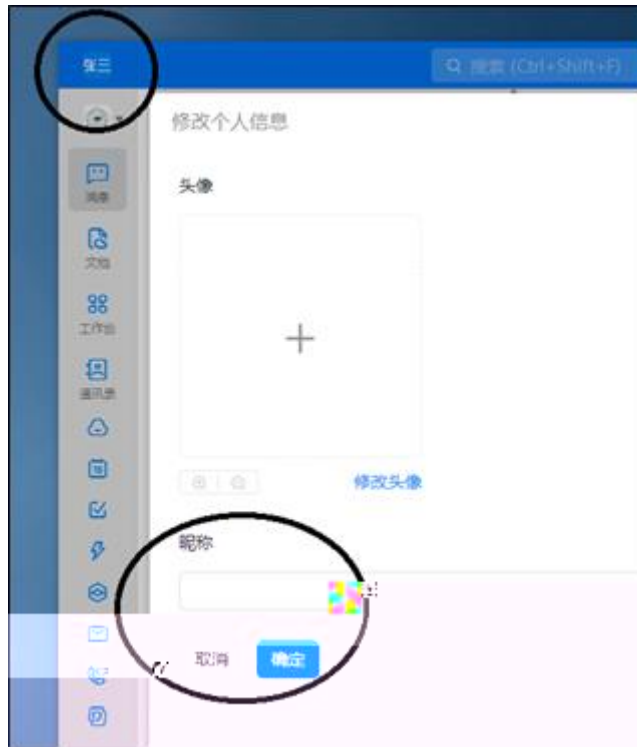 张三
搜索 (Ctrl+Shift+F)
修改个人信息
消息
头像
文档
工作台
通讯录
修改头像
昵称
取消
确定